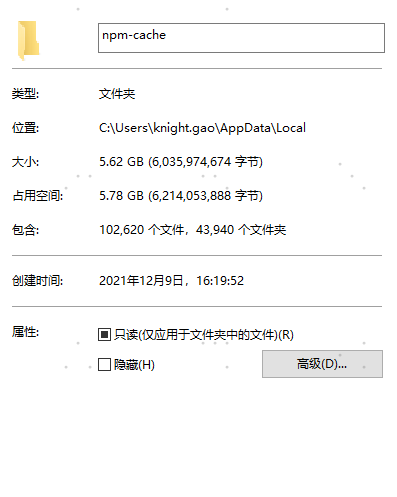 npm-cache
类型: 文件夹
位置: C:\Users\knight.gao\AppData\Local
大小: 5.62 GB (6,035,974,674 字节)
占用空间: 5.78 GB (6,214,053,888 字节)
包含: 102,620 个文件，43,940 个文件夹
创建时间: 2021年12月9日，16:19:52
属性: 只读(仅应用于文件夹中的文件)(R)
隐藏(H) 高级(D)...